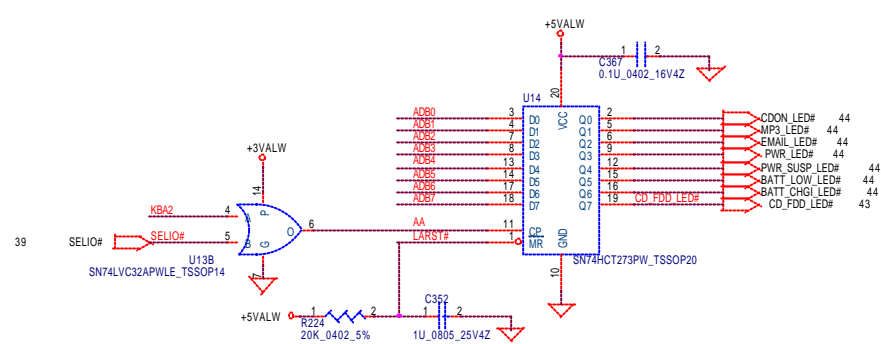 +5VALW
1 2
C367
0.1U_0402_16V4Z
20
U14
VCC
ADB0 3 D0 Q0 2 CDON_LED# 44
ADB1 4 D1 Q1 5 MP3_LED# 44
ADB2 7 D2 Q2 6 EMAIL_LED# 44
ADB3 8 D3 Q3 9 PWR_LED# 44
ADB4 13 D4 Q4 12 PWR_SUSP_LED# 44
ADB5 14 D5 Q5 15 BATT_LOW_LED# 44
ADB6 17 D6 Q6 16 BATT_CHGI_LED# 44
ADB7 18 D7 Q7 19 CD_FDD_LED# CD_FDD_LED# 43
+3VALW
14
P
KBA2 4
O 6 AA 11 CP
LARST# 1 MR
GND
10
SN74HCT273PW_TSSOP20
39 SELIO# SELIO# 5
G
7
U13B
SN74LVC32APWLE_TSSOP14
+5VALW 1 2
R224
20K_0402_5%
C352
1 2
1U_0805_25V4Z